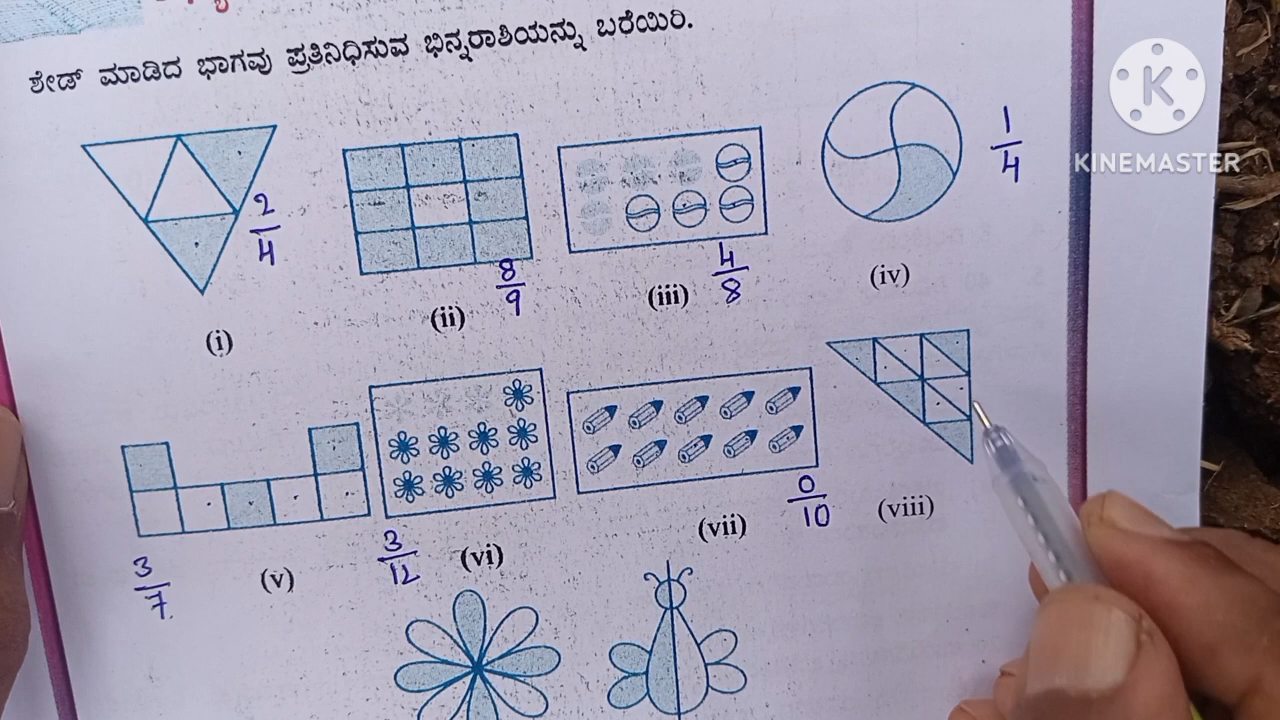 ಶೇಡ್ ಮಾಡಿದ ಭಾಗವು ಪ್ರತಿನಿಧಿಸುವ ಭಿನ್ನರಾಶಿಯನ್ನು ಬರೆಯಿರಿ.
K
KINEMASTER
2/4
8/9
4/8
1/4
(i)
(ii)
(iii)
(iv)
3/7
3/12
0/10
(v)
(vi)
(vii)
(viii)